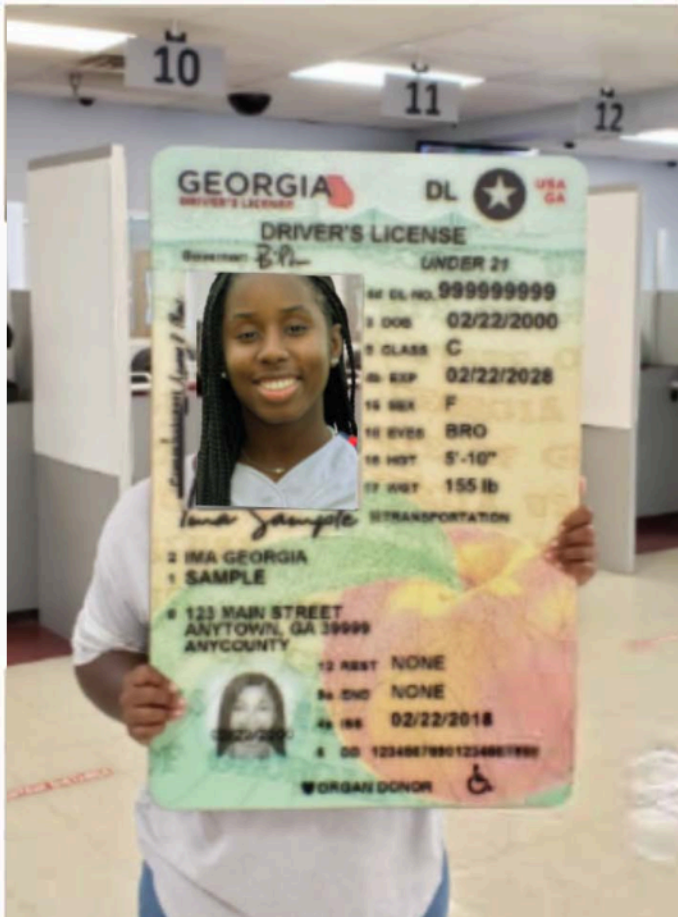 10
11
12
GEORGIA
DRIVER'S LICENSE
DL
USA
GA
DRIVER'S LICENSE
Governor:
UNDER 21
4d DL NO. 999999999
3 DOB 02/22/2000
9 CLASS C
4b EXP 02/22/2028
15 SEX F
18 EYES BRO
16 HGT 5'-10"
17 WGT 155 lb
Ima Sample
TRANSPORTATION
2 IMA GEORGIA
1 SAMPLE
8 123 MAIN STREET
ANYTOWN, GA 39999
ANYCOUNTY
12 REST NONE
9a END NONE
4a ISS 02/22/2018
5 DD
ORGAN DONOR